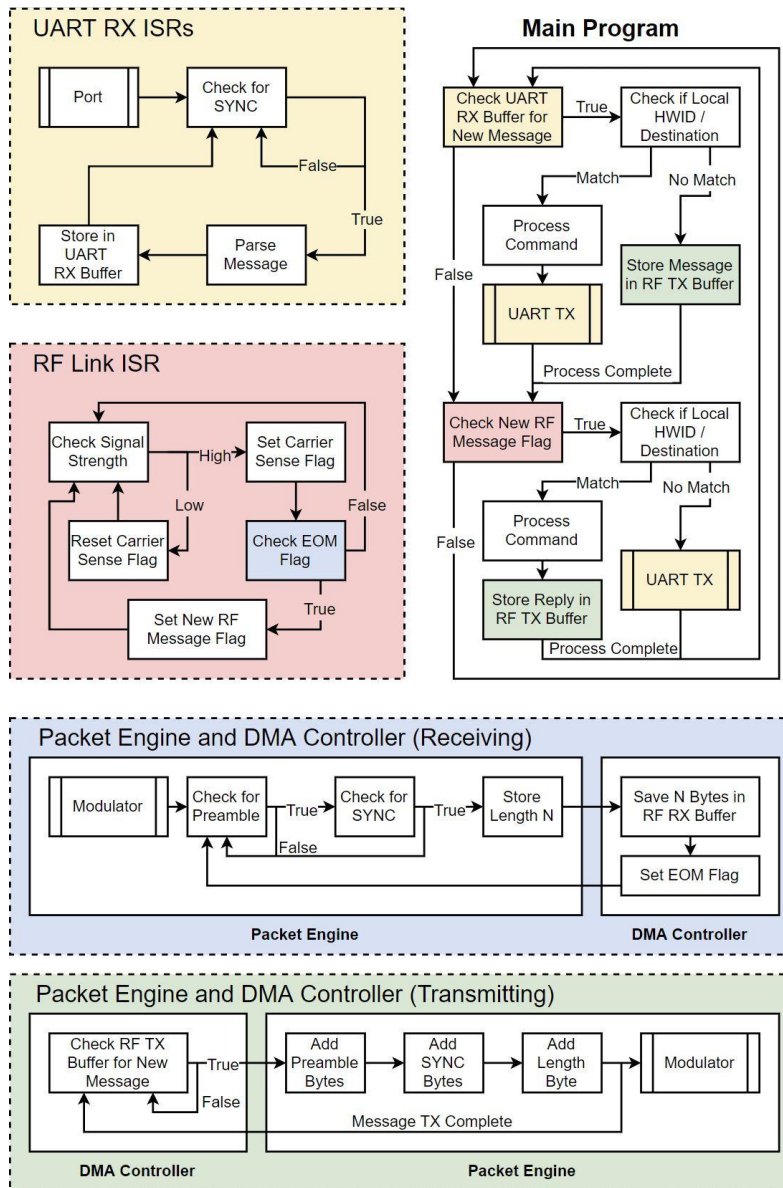 UART RX ISRs
Port
Check for
SYNC
False
True
Store in
UART
RX Buffer
Parse
Message
Main Program
Check UART
RX Buffer for
New Message
True
Check if Local
HWID /
Destination
Match
No Match
Process
Command
False
Store Message
in RF TX Buffer
UART TX
Process Complete
Check New RF
Message Flag
True
Check if Local
HWID /
Destination
Match
No Match
Process
Command
False
UART TX
Store Reply in
RF TX Buffer
Process Complete
RF Link ISR
Check Signal
Strength
High
Set Carrier
Sense Flag
Low
False
Reset Carrier
Sense Flag
Check EOM
Flag
True
Set New RF
Message Flag
Packet Engine and DMA Controller (Receiving)
Modulator
Check for
Preamble
True
Check for
SYNC
True
Store
Length N
Save N Bytes in
RF RX Buffer
False
Set EOM Flag
Packet Engine
DMA Controller
Packet Engine and DMA Controller (Transmitting)
Check RF TX
Buffer for New
Message
True
Add
Preamble
Bytes
Add
SYNC
Bytes
Add
Length
Byte
Modulator
False
Message TX Complete
DMA Controller
Packet Engine